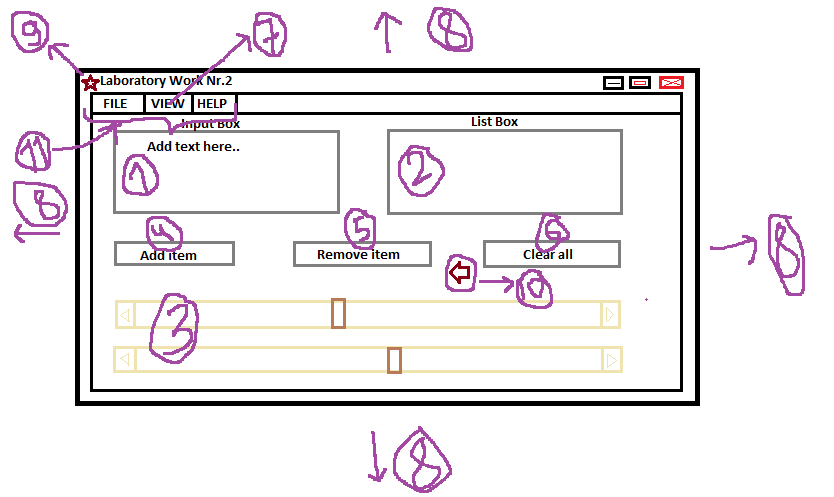 9
7
8
Laboratory Work Nr.2
FILE VIEW HELP
Input Box
List Box
11
Add text here..
1
2
8
4
5
6
8
Add item
Remove item
Clear all
10
3
8